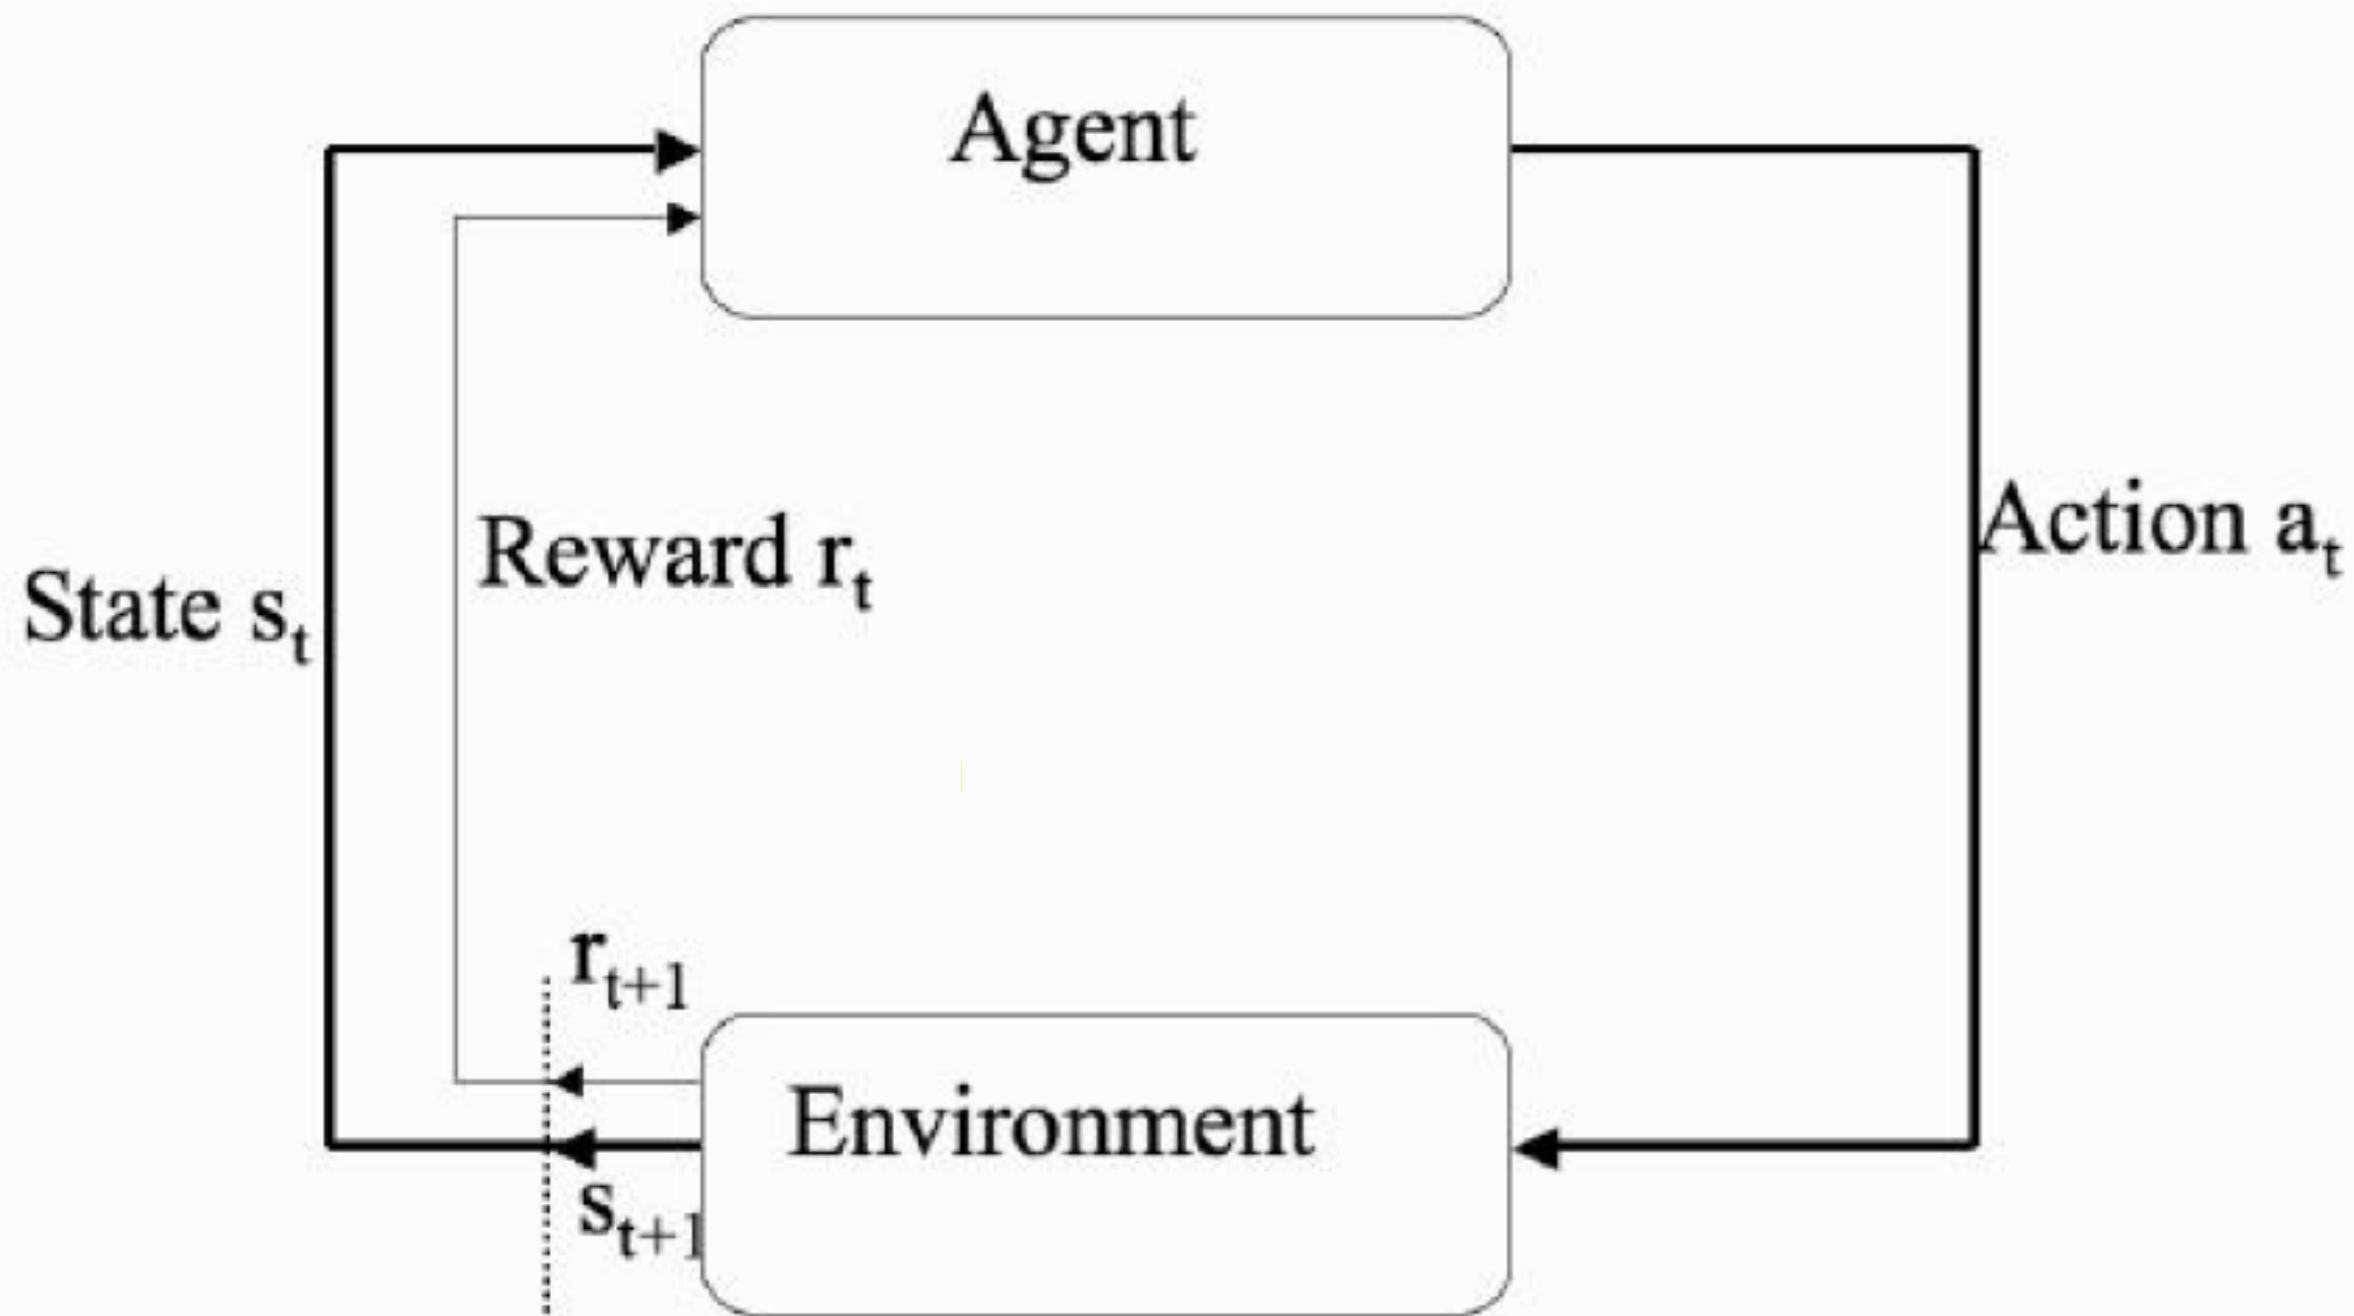 Agent
Action aₜ
Reward rₜ
State sₜ
rₜ₊₁
Environment
sₜ₊₁